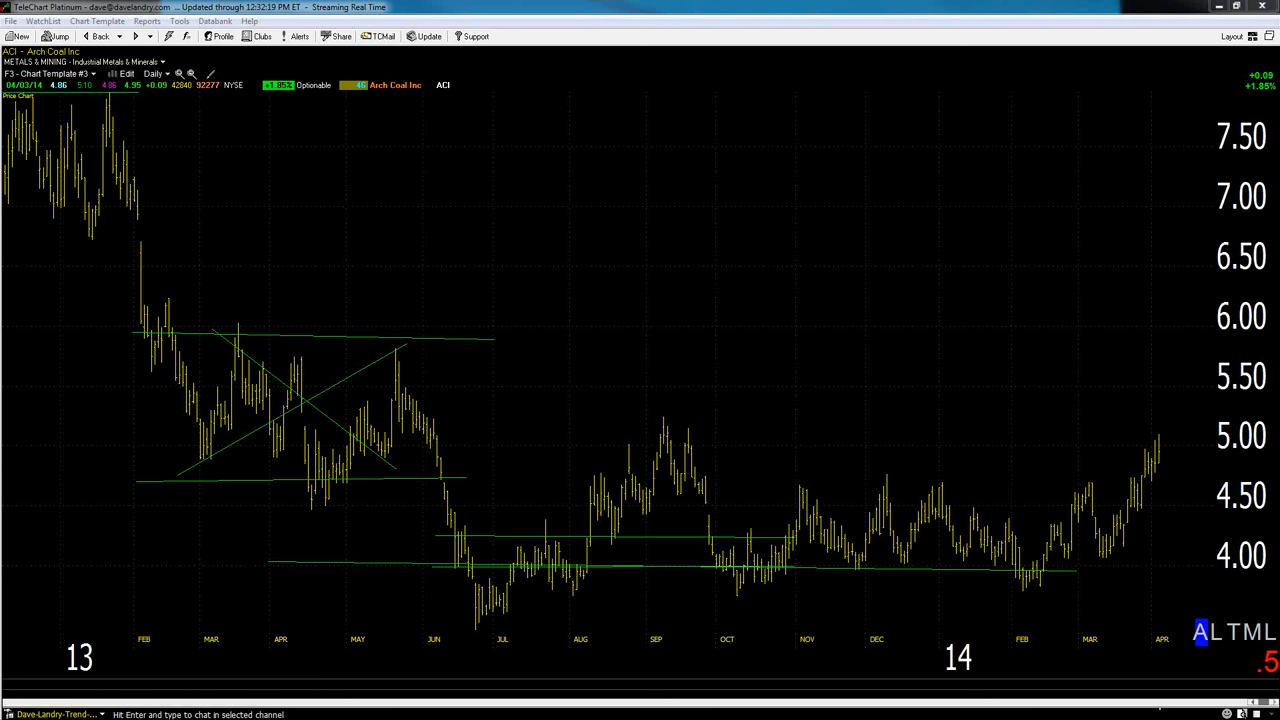 TeleChart Platinum - dave@davelandry.com ... Updated through 12:32:19 PM ET - Streaming Real Time
File WatchList Chart Template Reports Tools Databank Help
New Jump Back Profile Clubs Alerts Share TCMail Update Support Layout
ACI - Arch Coal Inc
METALS & MINING - Industrial Metals & Minerals
F3 - Chart Template #3 Edit Daily
+0.09
04/03/14 4.86 5.10 4.86 4.95 +0.09 42840 92277 NYSE +1.85% Optionable 46 Arch Coal Inc ACI
+1.85%
Price Chart
7.50
7.00
6.50
6.00
5.50
5.00
4.50
4.00
ALTML
FEB MAR APR MAY JUN JUL AUG SEP OCT NOV DEC FEB MAR APR
13 14
.5
Dave-Landry-Trend-... Hit Enter and type to chat in selected channel